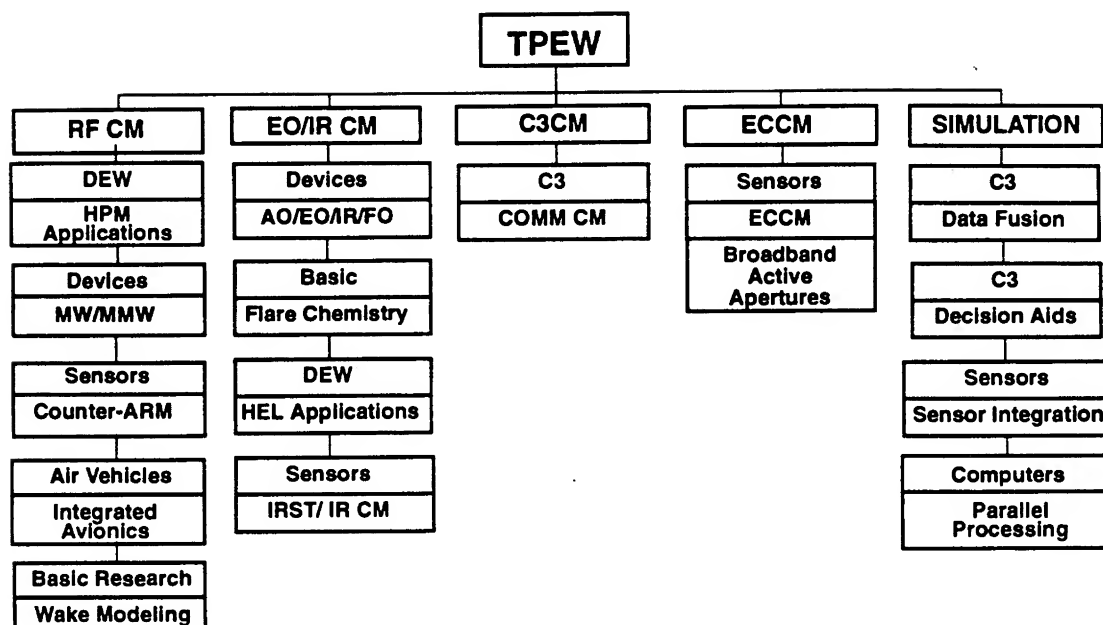 TPEW
RF CM
DEW
HPM
Applications
Devices
MW/MMW
Sensors
Counter-ARM
Air Vehicles
Integrated
Avionics
Basic Research
Wake Modeling
EO/IR CM
Devices
AO/EO/IR/FO
Basic
Flare Chemistry
DEW
HEL Applications
Sensors
IRST/ IR CM
C3CM
C3
COMM CM
ECCM
Sensors
ECCM
Broadband
Active
Apertures
SIMULATION
C3
Data Fusion
C3
Decision Aids
Sensors
Sensor Integration
Computers
Parallel
Processing